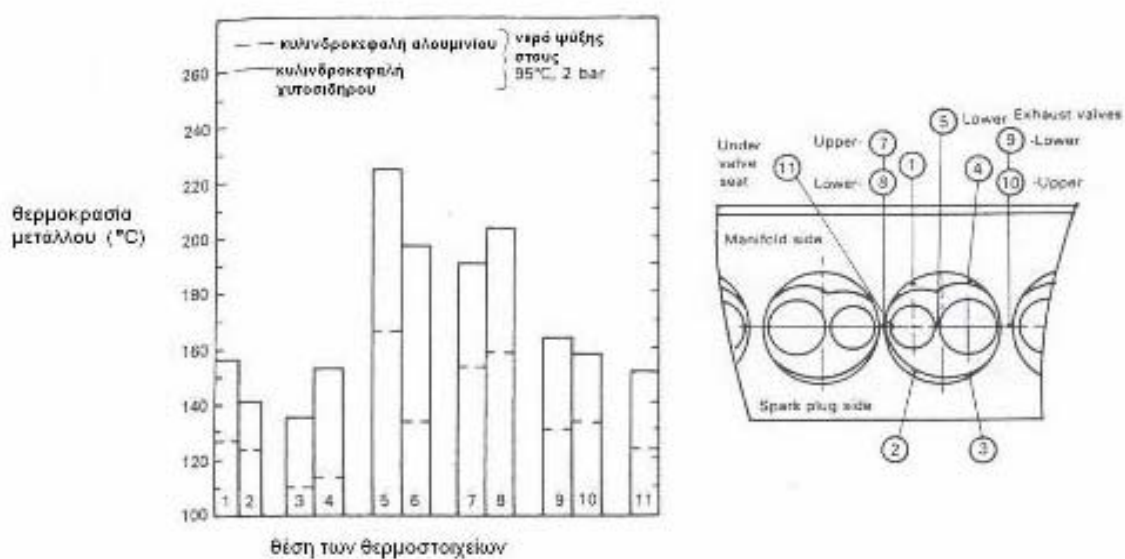 – – κυλινδροκεφαλή αλουμινίου
— κυλινδροκεφαλή
χυτοσιδήρου
νερό ψύξης
στους
95°C, 2 bar
260
240
220
200
180
160
140
120
100
θερμοκρασία
μετάλλου (°C)
1 2 3 4 5 6 7 8 9 10 11
θέση των θερμοστοιχείων
5 Lower Exhaust valves
Under
valve
seat
11
Upper- 7
Lower- 8
1
4
9 -Lower
10 -Upper
Manifold side
Spark plug side
2
3